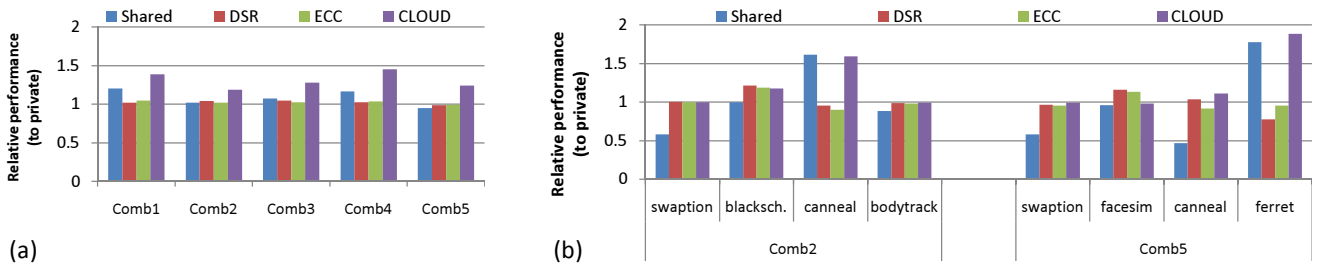 Shared DSR ECC CLOUD
Relative performance
(to private)
2
1.5
1
0.5
0
Comb1 Comb2 Comb3 Comb4 Comb5
(a)
Shared DSR ECC CLOUD
Relative performance
(to private)
2
1.5
1
0.5
0
swaption blacksch. canneal bodytrack swaption facesim canneal ferret
Comb2 Comb5
(b)